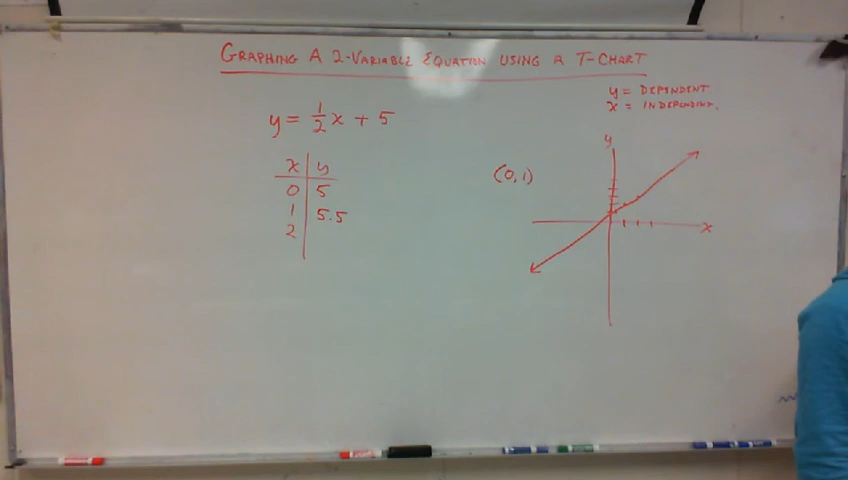 GRAPHING A 2-VARIABLE EQUATION USING A T-CHART
y = DEPENDENT
x = INDEPENDENT.
y = 1/2 x + 5
x | y
0 | 5
1 | 5.5
2 |
(0,1)
y
x